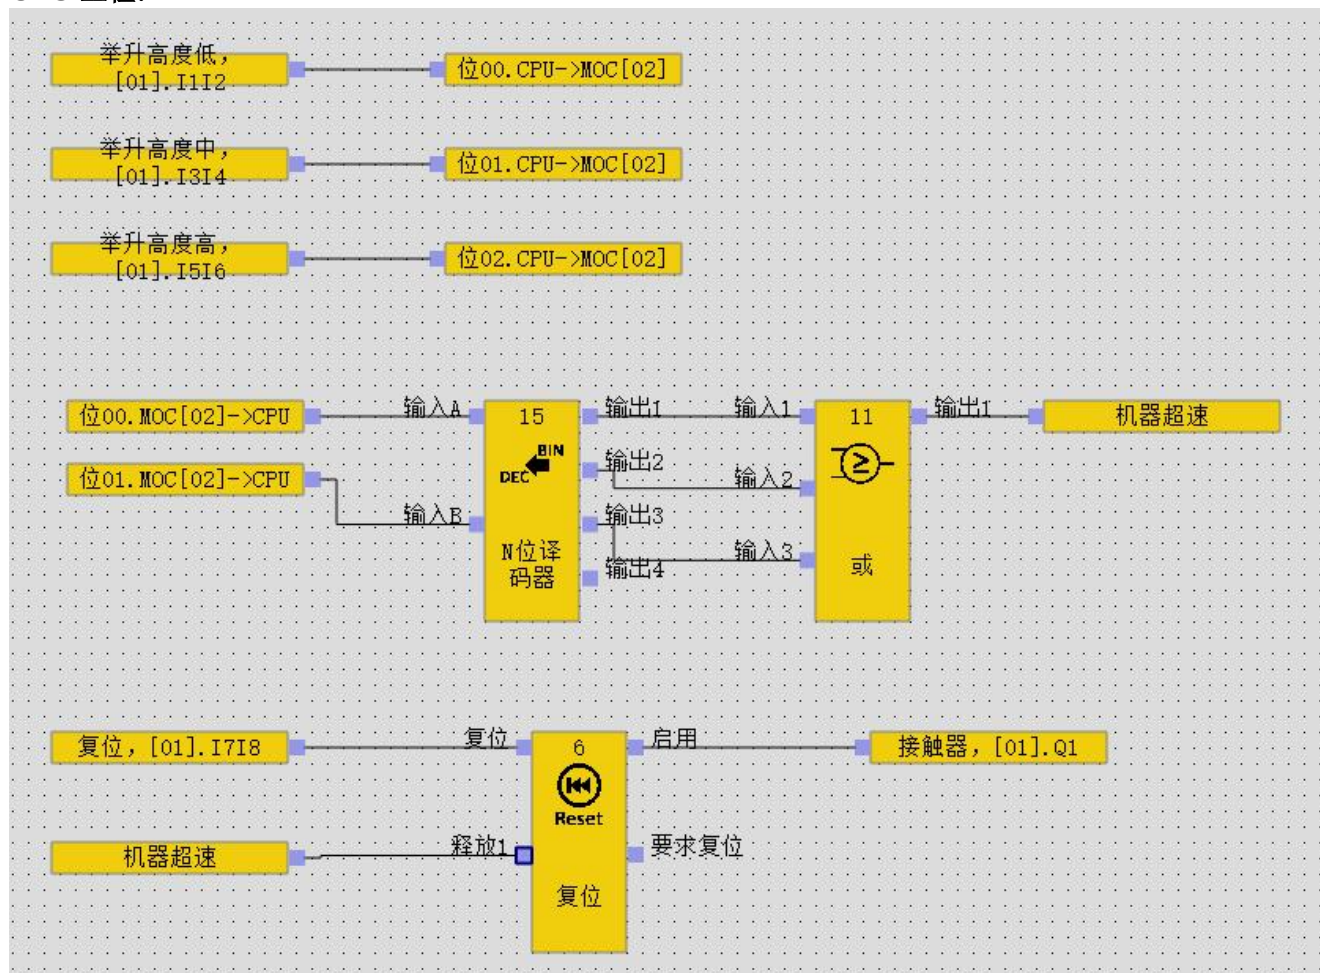 举升高度低，
[01].I1I2
位00.CPU->MOC[02]
举升高度中，
[01].I3I4
位01.CPU->MOC[02]
举升高度高，
[01].I5I6
位02.CPU->MOC[02]
位00.MOC[02]->CPU
输入A
15
输出1
输入1
11
输出1
机器超速
位01.MOC[02]->CPU
BIN
DEC
输出2
输入2
输入B
输出3
N位译
码器
输出4
输入3
或
复位，[01].I7I8
复位
6
启用
接触器，[01].Q1
Reset
机器超速
释放1
要求复位
复位